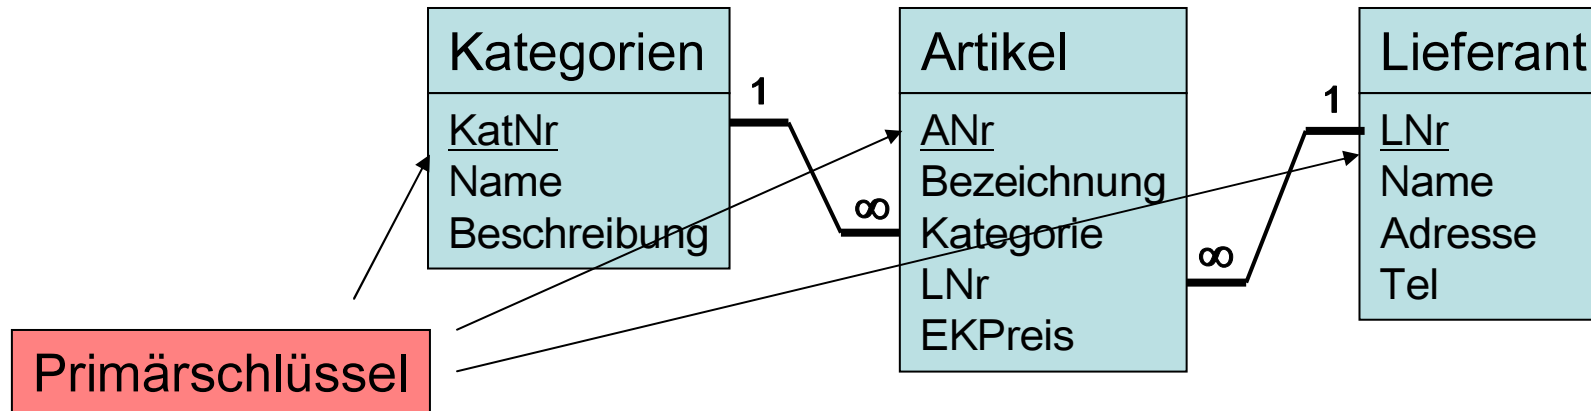 Kategorien
KatNr
Name
Beschreibung
1
∞
Artikel
ANr
Bezeichnung
Kategorie
LNr
EKPreis
∞
1
Lieferant
LNr
Name
Adresse
Tel
Primärschlüssel